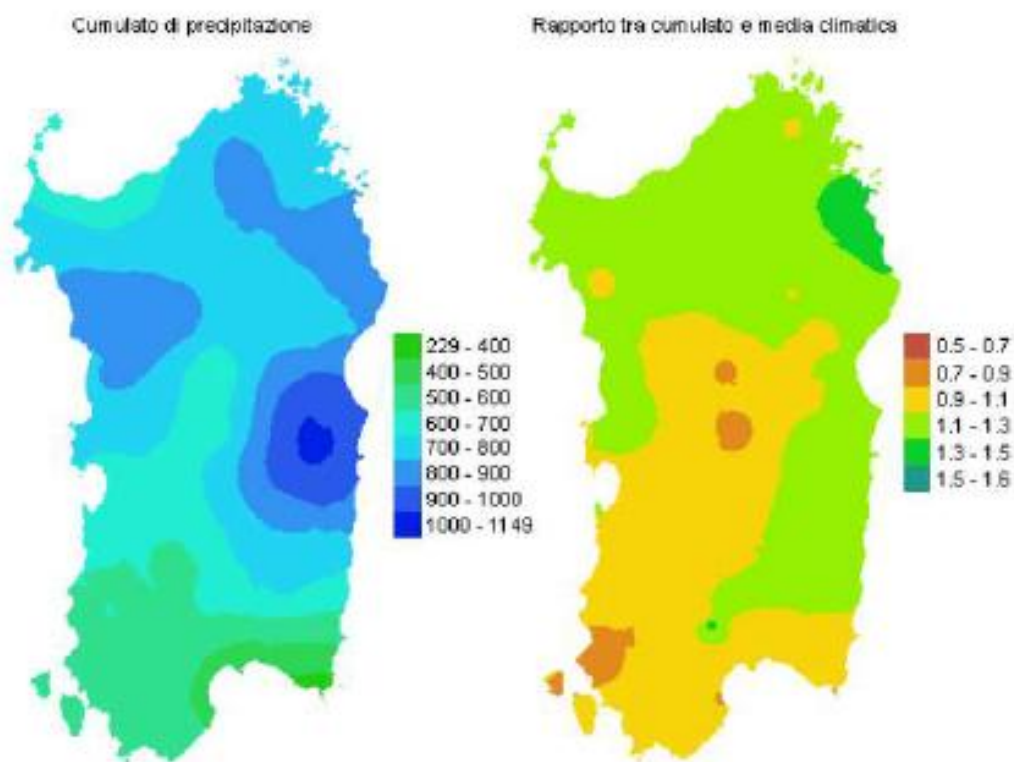 Cumulato di precipitazione
Rapporto tra cumulato e media climatica
229 - 400
400 - 500
500 - 600
600 - 700
700 - 800
800 - 900
900 - 1000
1000 - 1149
0.5 - 0.7
0.7 - 0.9
0.9 - 1.1
1.1 - 1.3
1.3 - 1.5
1.5 - 1.6